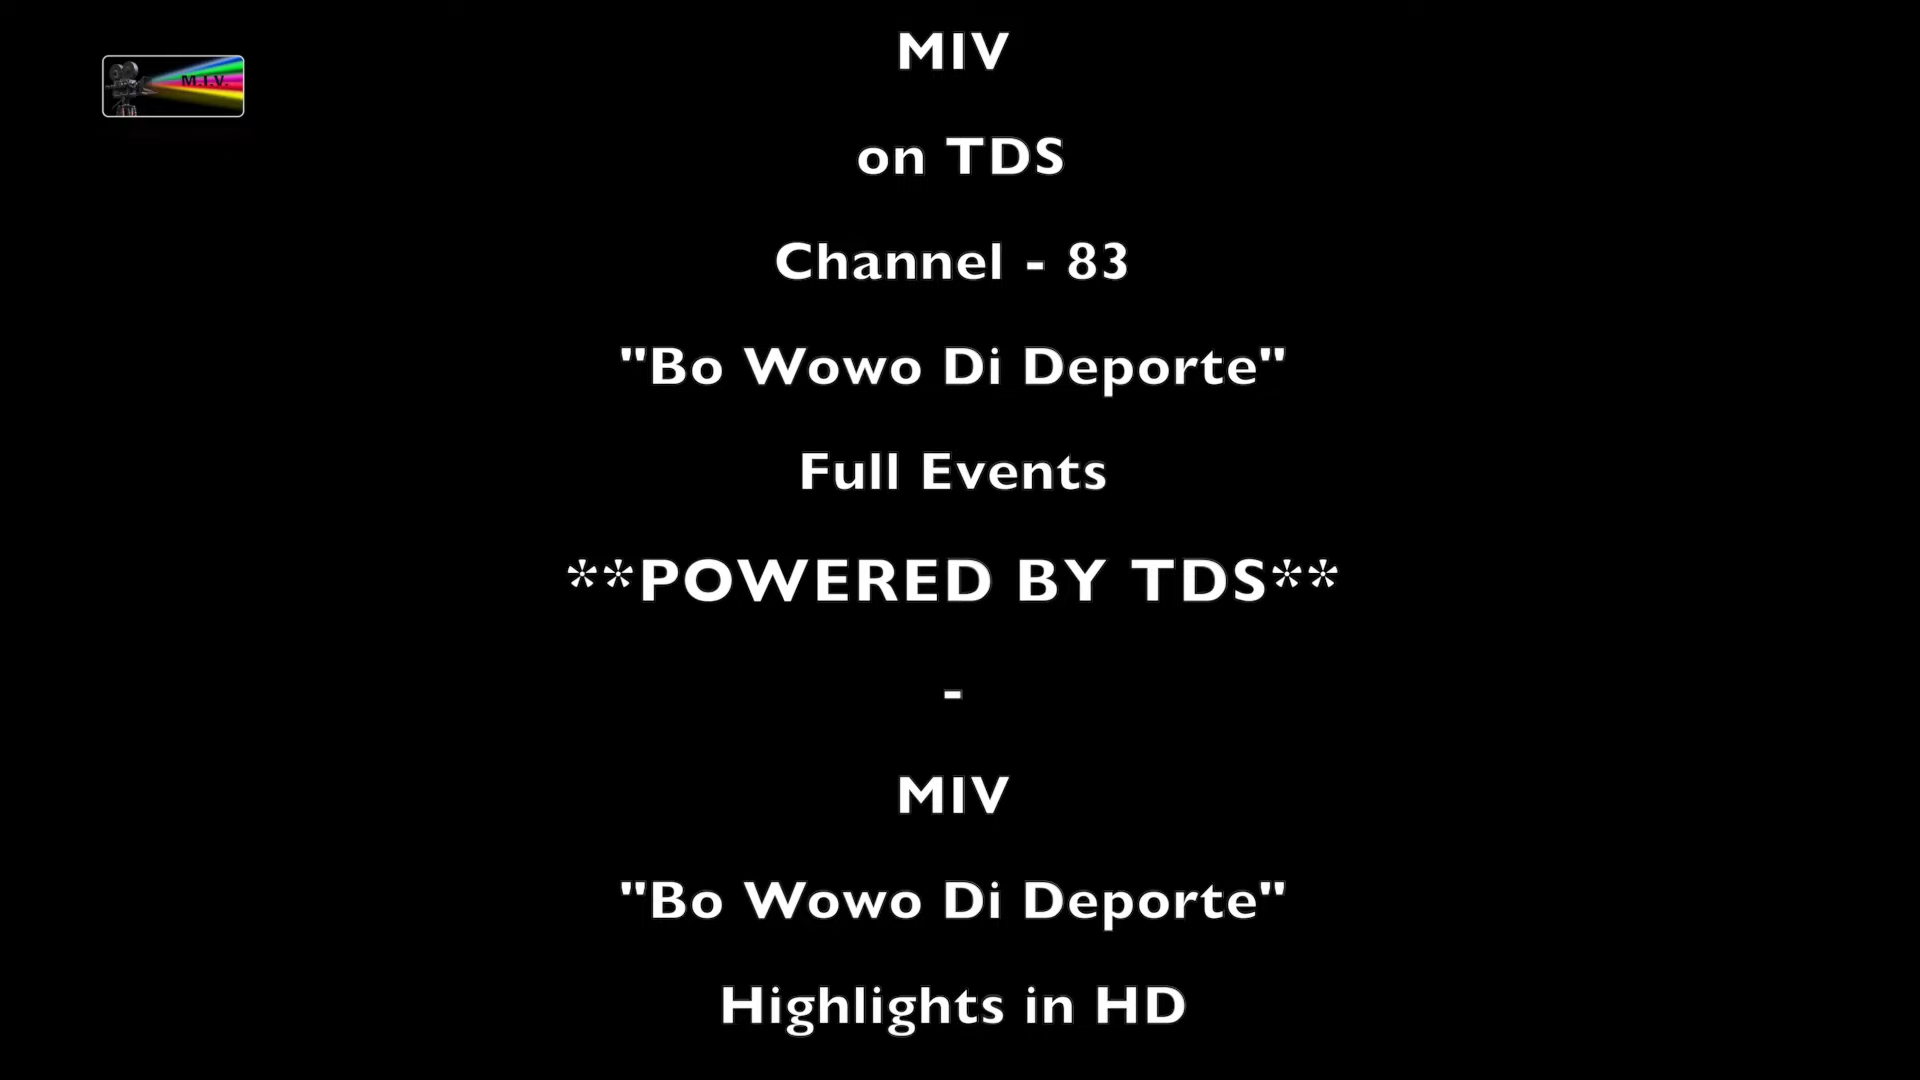 M.I.V.
MIV
on TDS
Channel - 83
"Bo Wowo Di Deporte"
Full Events
**POWERED BY TDS**
-
MIV
"Bo Wowo Di Deporte"
Highlights in HD